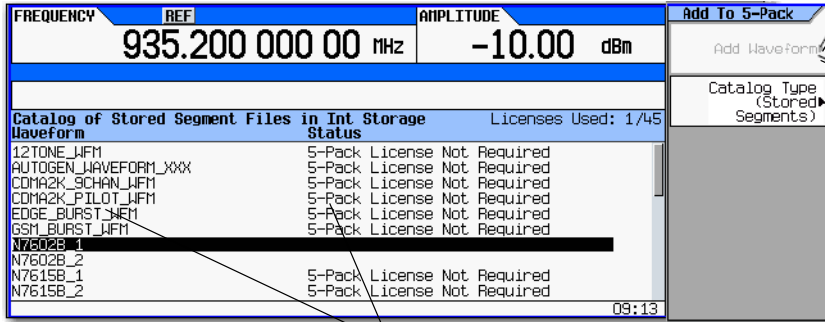 FREQUENCY REF AMPLITUDE
935.200 000 00 MHz -10.00 dBm
Catalog of Stored Segment Files in Int Storage Licenses Used: 1/45
Waveform Status
12TONE_WFM 5-Pack License Not Required
AUTOGEN_WAVEFORM_XXX 5-Pack License Not Required
CDMA2K_9CHAN_WFM 5-Pack License Not Required
CDMA2K_PILOT_WFM 5-Pack License Not Required
EDGE_BURST_WFM 5-Pack License Not Required
GSM_BURST_WFM 5-Pack License Not Required
N7602B_1
N7602B_2
N7615B_1 5-Pack License Not Required
N7615B_2 5-Pack License Not Required
09:13
Add To 5-Pack
Add Waveform
Catalog Type
(Stored
Segments)